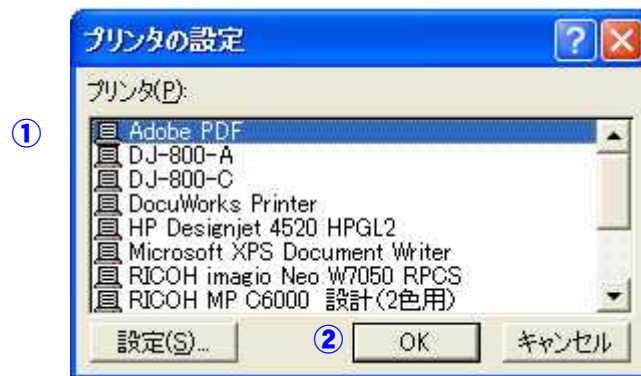 プリンタの設定
プリンタ(P):
①
Adobe PDF
DJ-800-A
DJ-800-C
DocuWorks Printer
HP Designjet 4520 HPGL2
Microsoft XPS Document Writer
RICOH imagio Neo W7050 RPCS
RICOH MP C6000 設計(2色用)
設定(S)... ② OK キャンセル